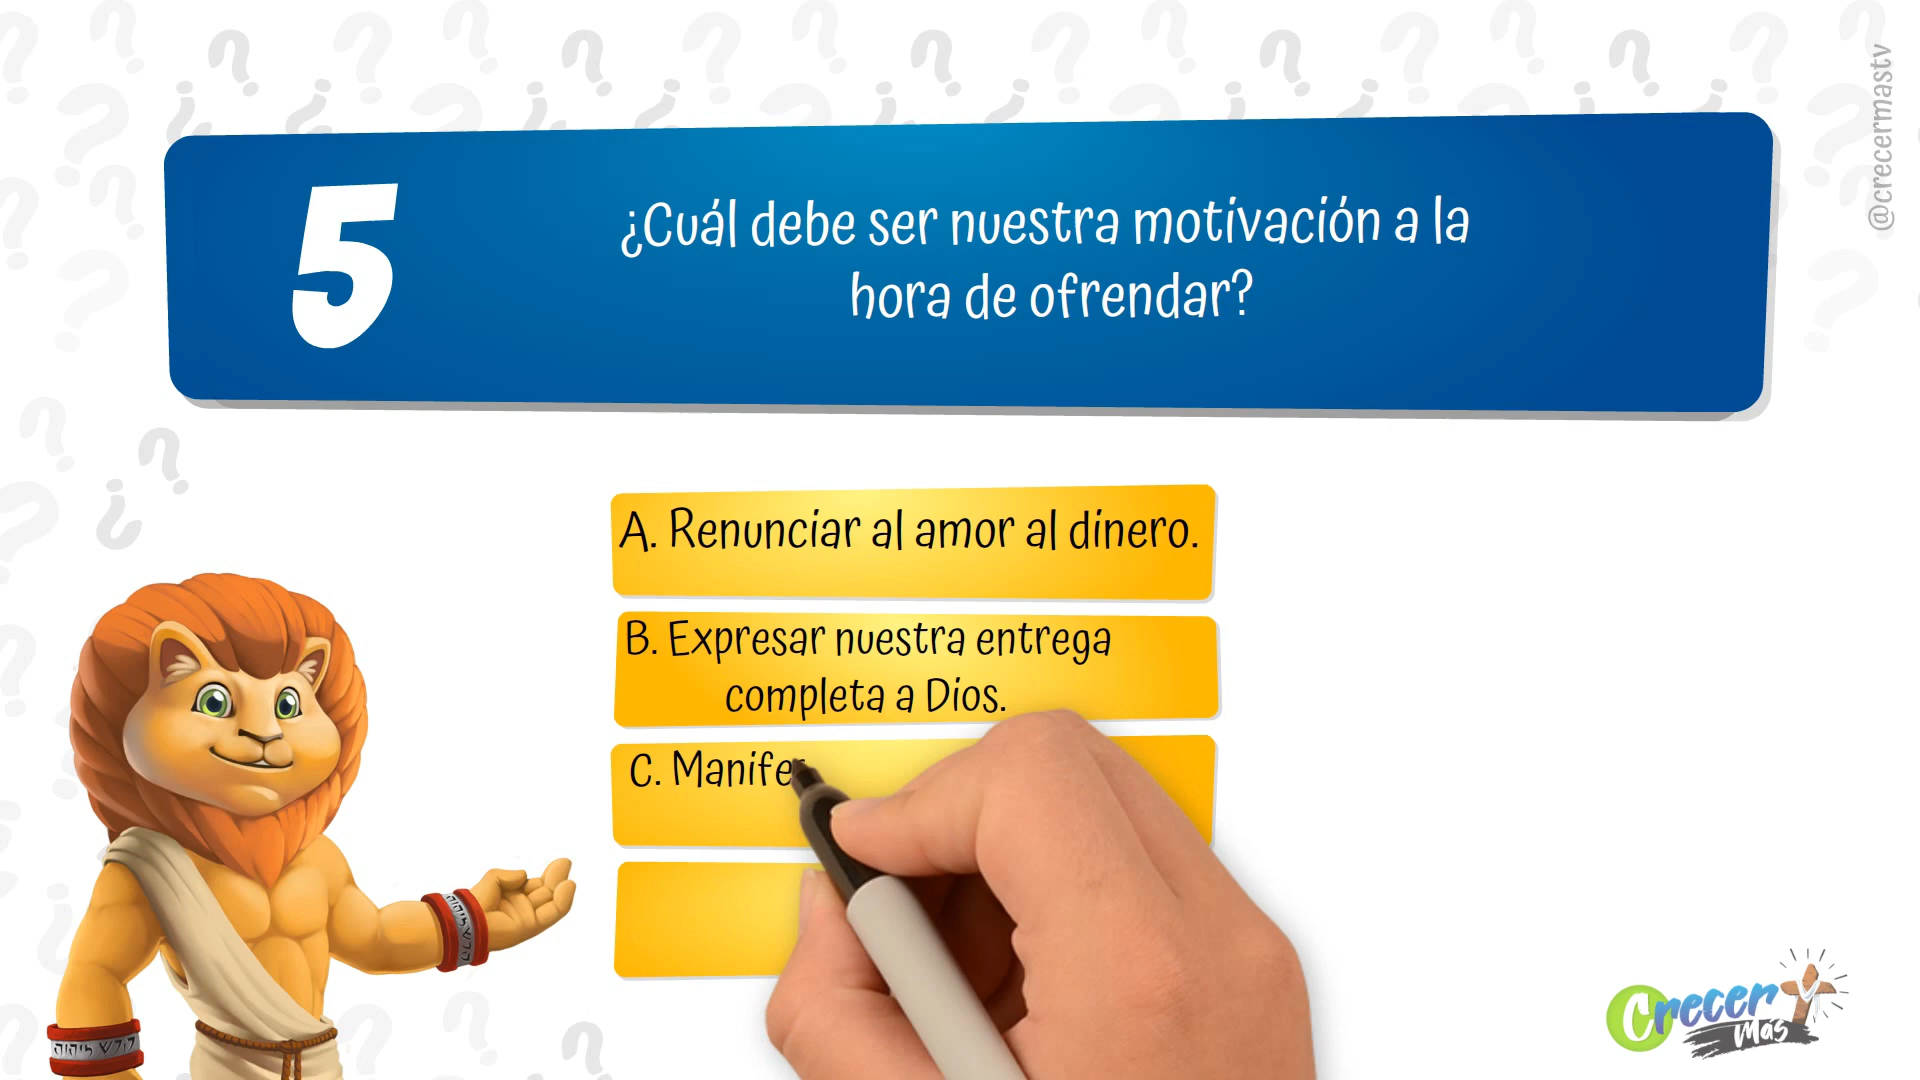 @crecermastv
5
¿Cuál debe ser nuestra motivación a la
hora de ofrendar?
A. Renunciar al amor al dinero.
B. Expresar nuestra entrega
completa a Dios.
C. Manife
Crecer
Más